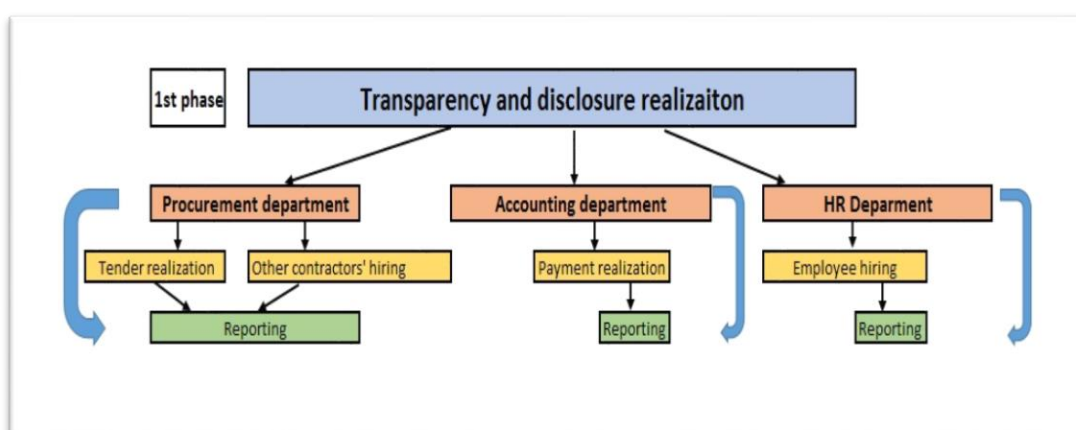 1st phase
Transparency and disclosure realizaiton
Procurement department
Accounting department
HR Deparment
Tender realization
Other contractors' hiring
Payment realization
Employee hiring
Reporting
Reporting
Reporting